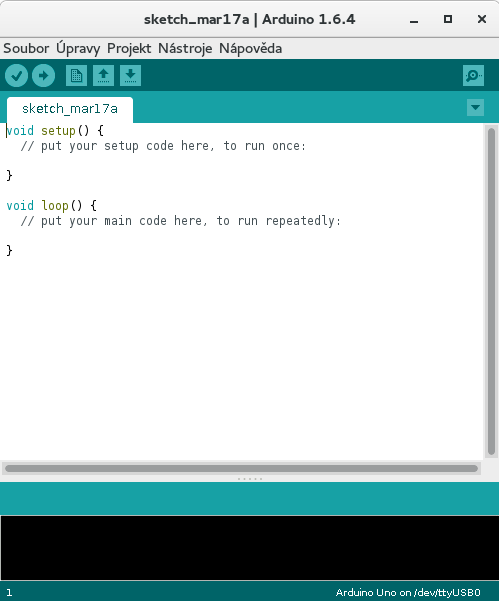 sketch_mar17a | Arduino 1.6.4
Soubor Úpravy Projekt Nástroje Nápověda
sketch_mar17a
void setup() {
  // put your setup code here, to run once:
}
void loop() {
  // put your main code here, to run repeatedly:
}
1 Arduino Uno on /dev/ttyUSB0